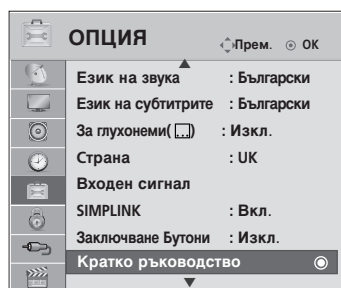 ОПЦИЯ Прем. OK
Език на звука : Български
Език на субтитрите : Български
За глухонеми( ) : Изкл.
Страна : UK
Входен сигнал
SIMPLINK : Вкл.
Заключване Бутони : Изкл.
Кратко ръководство